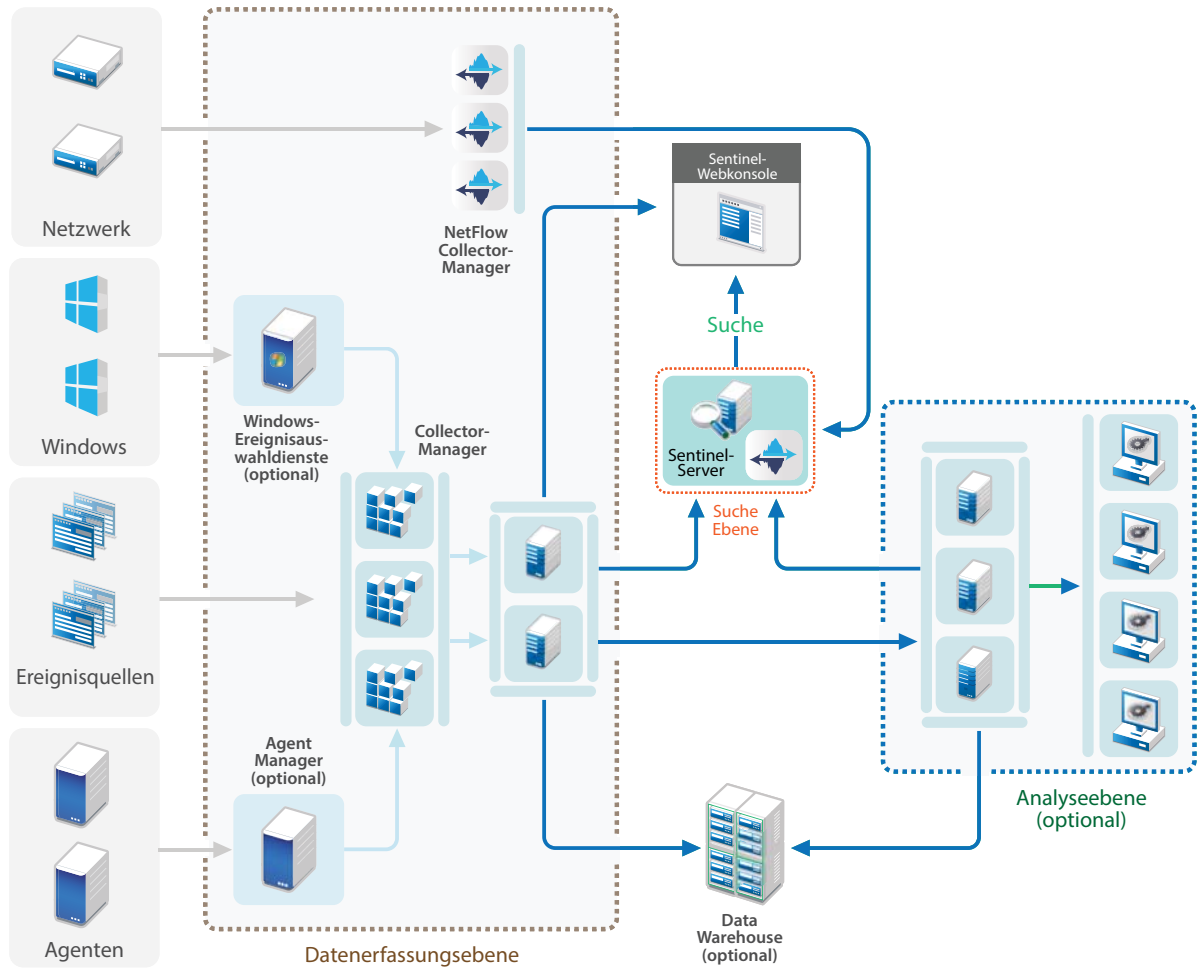 Netzwerk
Windows
Ereignisquellen
Agenten
NetFlow
Collector-
Manager
Windows-
Ereignisaus-
wahldienste
(optional)
Collector-
Manager
Agent
Manager
(optional)
Datenerfassungsebene
Sentinel-
Webkonsole
Suche
Sentinel-
Server
Suche
Ebene
Data
Warehouse
(optional)
Analyseebene
(optional)